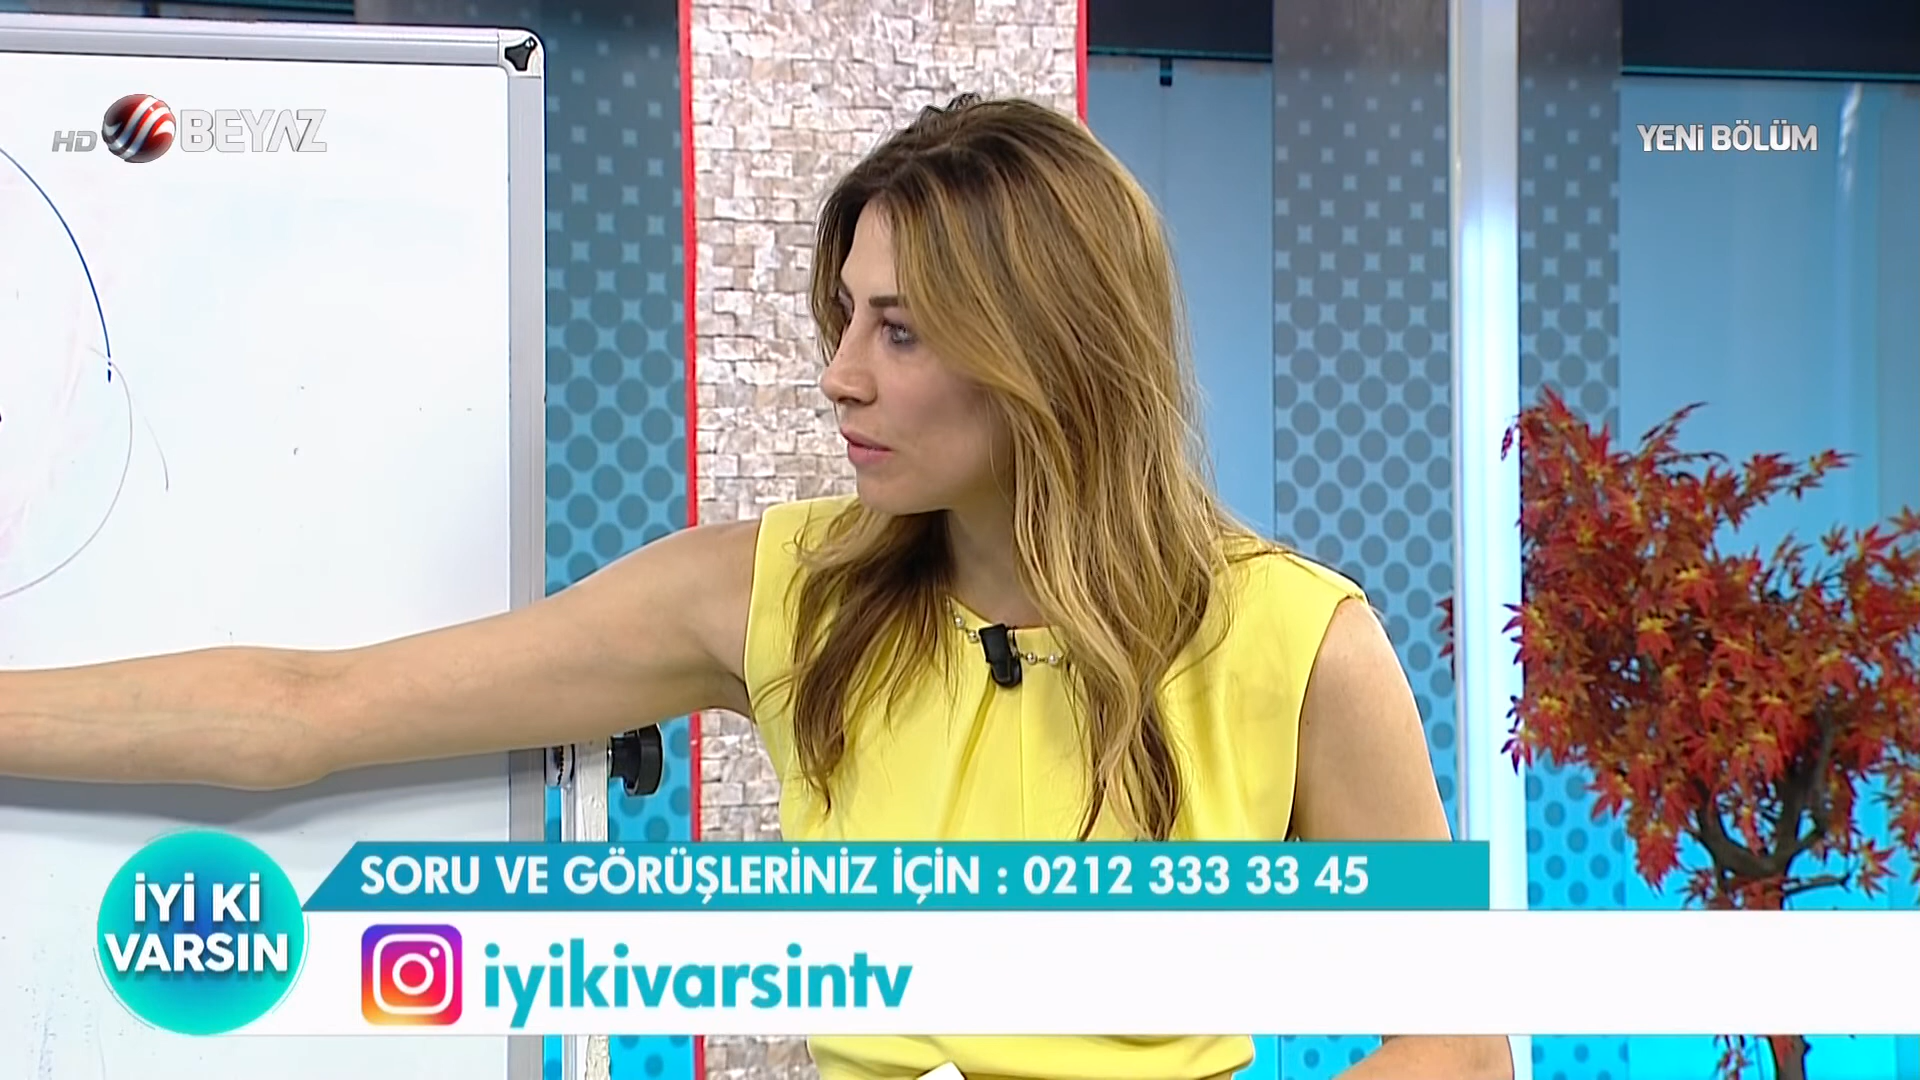 HD BEYAZ
YENİ BÖLÜM
SORU VE GÖRÜŞLERİNİZ İÇİN : 0212 333 33 45
İYİ Kİ
VARSIN
iyikivarsintv